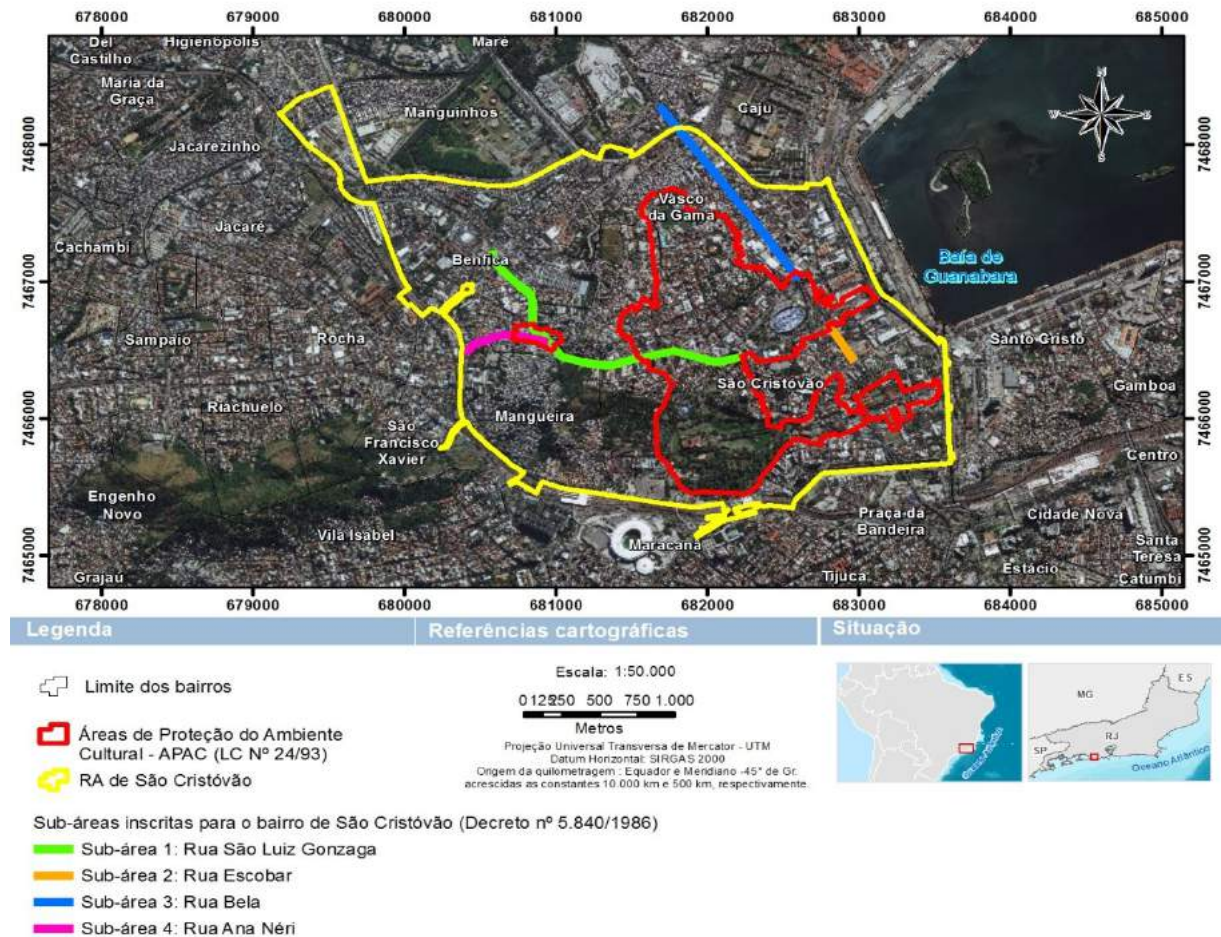 678000 679000 680000 681000 682000 683000 684000 685000
Del Castilho
Higienópolis
Maré
Maria da Graça
Manguinhos
Caju
7468000
7468000
Jacarezinho
Vasco da Gama
Jacaré
Cachambi
Benfica
Baía de Guanabara
7467000
7467000
Sampaio
Rocha
Santo Cristo
São Cristóvão
Gamboa
Riachuelo
Mangueira
7466000
7466000
São Francisco Xavier
Centro
Engenho Novo
Praça da Bandeira
Cidade Nova
Vila Isabel
Maracanã
Santa Teresa
7465000
7465000
Grajaú
Tijuca
Estácio
Catumbi
N
W
E
S
678000 679000 680000 681000 682000 683000 684000 685000
Legenda
Referências cartográficas
Situação
Limite dos bairros
Áreas de Proteção do Ambiente
Cultural - APAC (LC Nº 24/93)
RA de São Cristóvão
Escala: 1:50.000
0 125250 500 750 1.000
Metros
Projeção Universal Transversa de Mercator - UTM
Datum Horizontal: SIRGAS 2000
Origem da quilometragem : Equador e Meridiano -45° de Gr.
acrescidas as constantes 10.000 km e 500 km, respectivamente.
Oceano Atlântico
MG
ES
RJ
SP
Oceano Atlântico
Sub-áreas inscritas para o bairro de São Cristóvão (Decreto nº 5.840/1986)
Sub-área 1: Rua São Luiz Gonzaga
Sub-área 2: Rua Escobar
Sub-área 3: Rua Bela
Sub-área 4: Rua Ana Néri